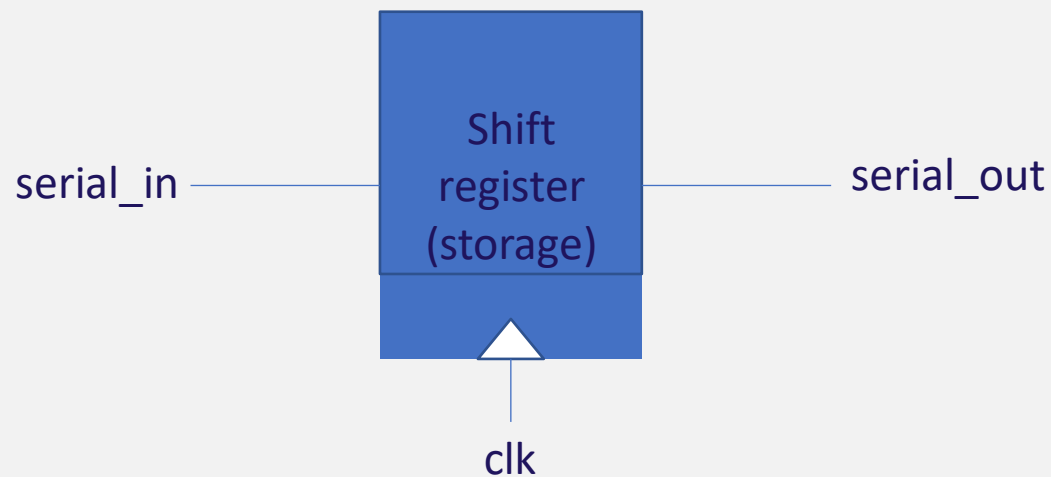 Shift
register
(storage)
serial_in
serial_out
clk